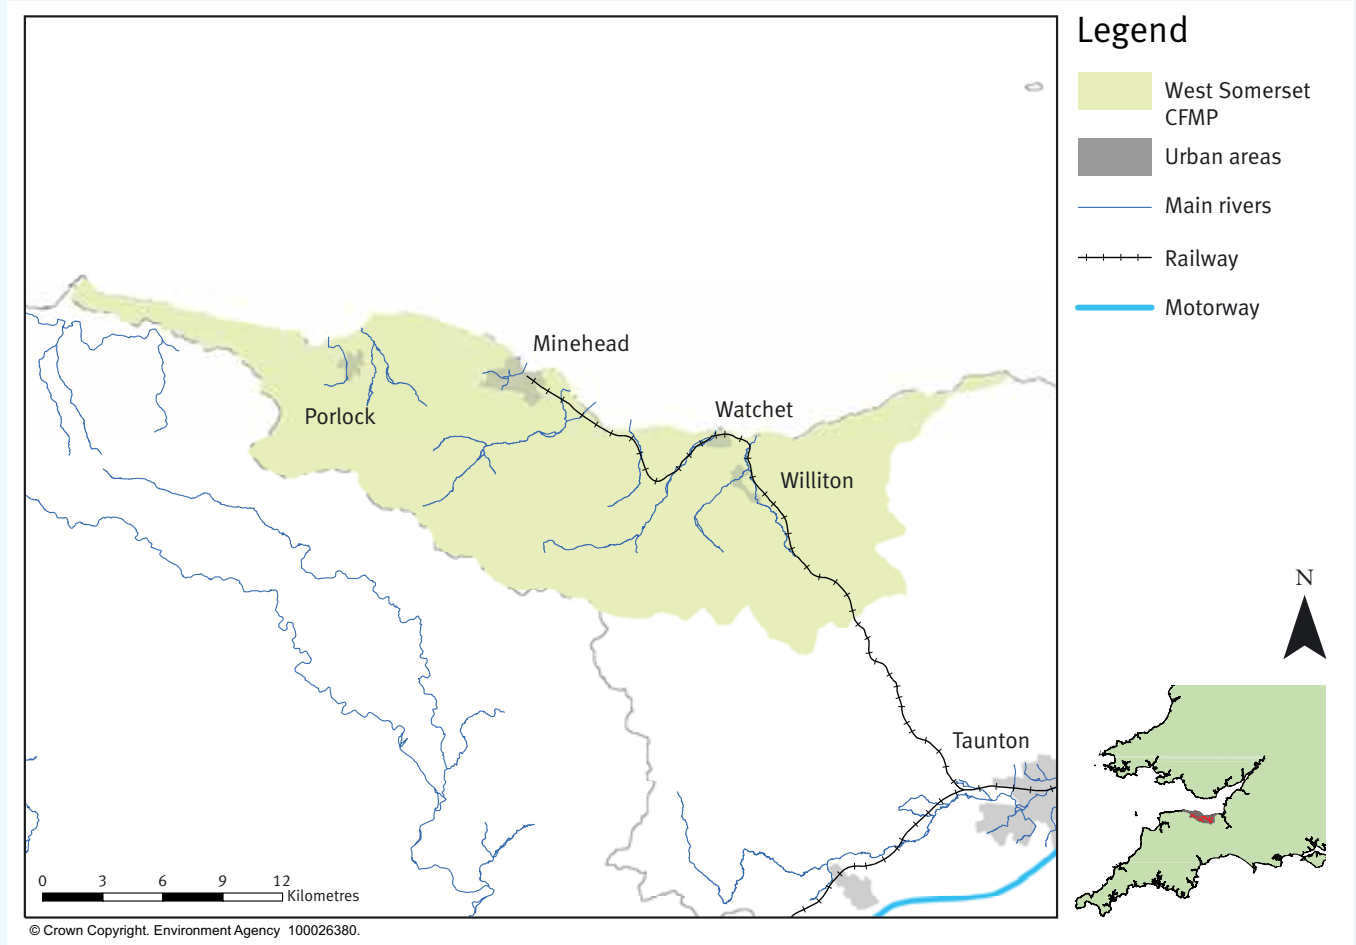 Legend
West Somerset
CFMP
Urban areas
Main rivers
Railway
Motorway
Minehead
Porlock
Watchet
Williton
Taunton
N
0 3 6 9 12
Kilometres
© Crown Copyright. Environment Agency 100026380.